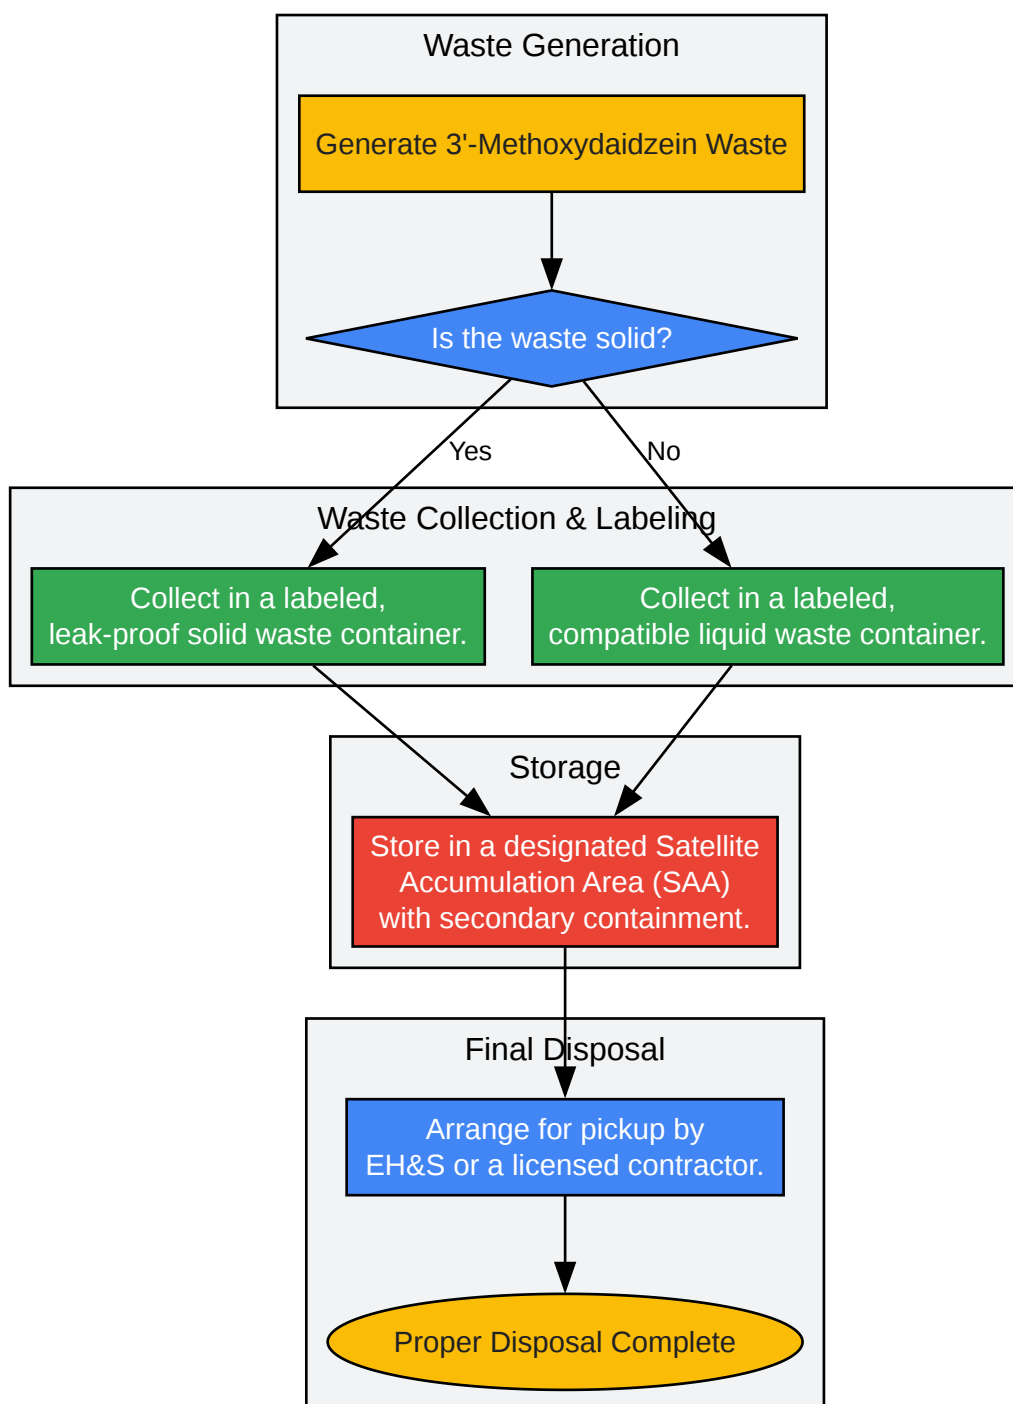 Waste Generation
Generate 3'-Methoxydaidzein Waste
Is the waste solid?
Yes
No
Waste Collection & Labeling
Collect in a labeled,
leak-proof solid waste container.
Collect in a labeled,
compatible liquid waste container.
Storage
Store in a designated Satellite
Accumulation Area (SAA)
with secondary containment.
Final Disposal
Arrange for pickup by
EH&S or a licensed contractor.
Proper Disposal Complete